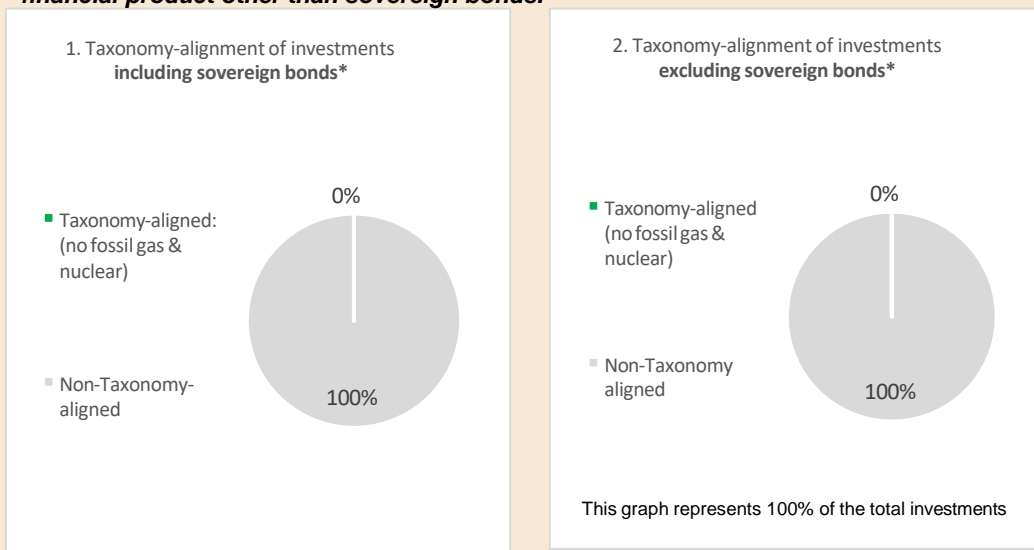 financial product other than sovereign bonds.
1. Taxonomy-alignment of investments
including sovereign bonds*
0%
Taxonomy-aligned:
(no fossil gas &
nuclear)
Non-Taxonomy-
aligned
100%
2. Taxonomy-alignment of investments
excluding sovereign bonds*
0%
Taxonomy-aligned
(no fossil gas &
nuclear)
Non-Taxonomy
aligned
100%
This graph represents 100% of the total investments